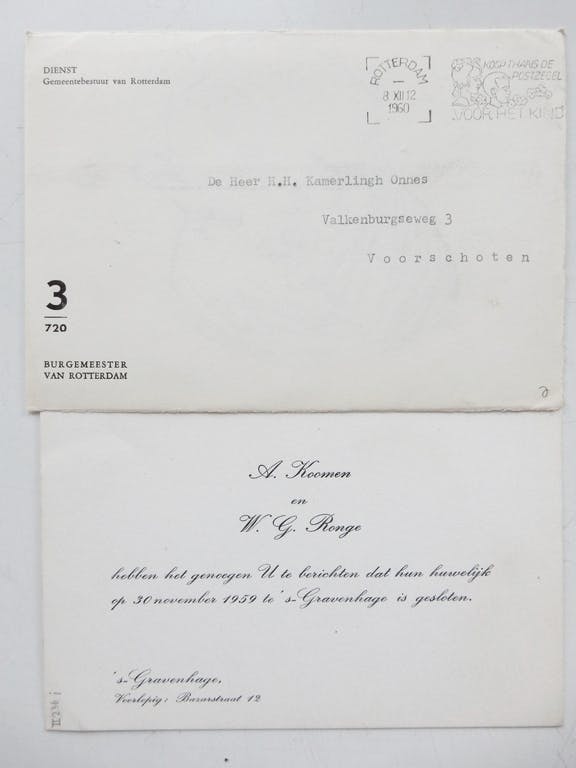 DIENST
Gemeentebestuur van Rotterdam
ROTTERDAM
8 XII 12
1960
KOOP THANS DE
POSTZEGEL
VOOR HET KIND
De Heer H.H. Kamerlingh Onnes
Valkenburgseweg 3
Voorschoten
3
720
BURGEMEESTER
VAN ROTTERDAM
A. Koomen
en
W. G. Ronge
hebben het genoegen U te berichten dat hun huwelijk
op 30 november 1959 te 's-Gravenhage is gesloten.
's-Gravenhage,
Voorlopig: Bazarstraat 12